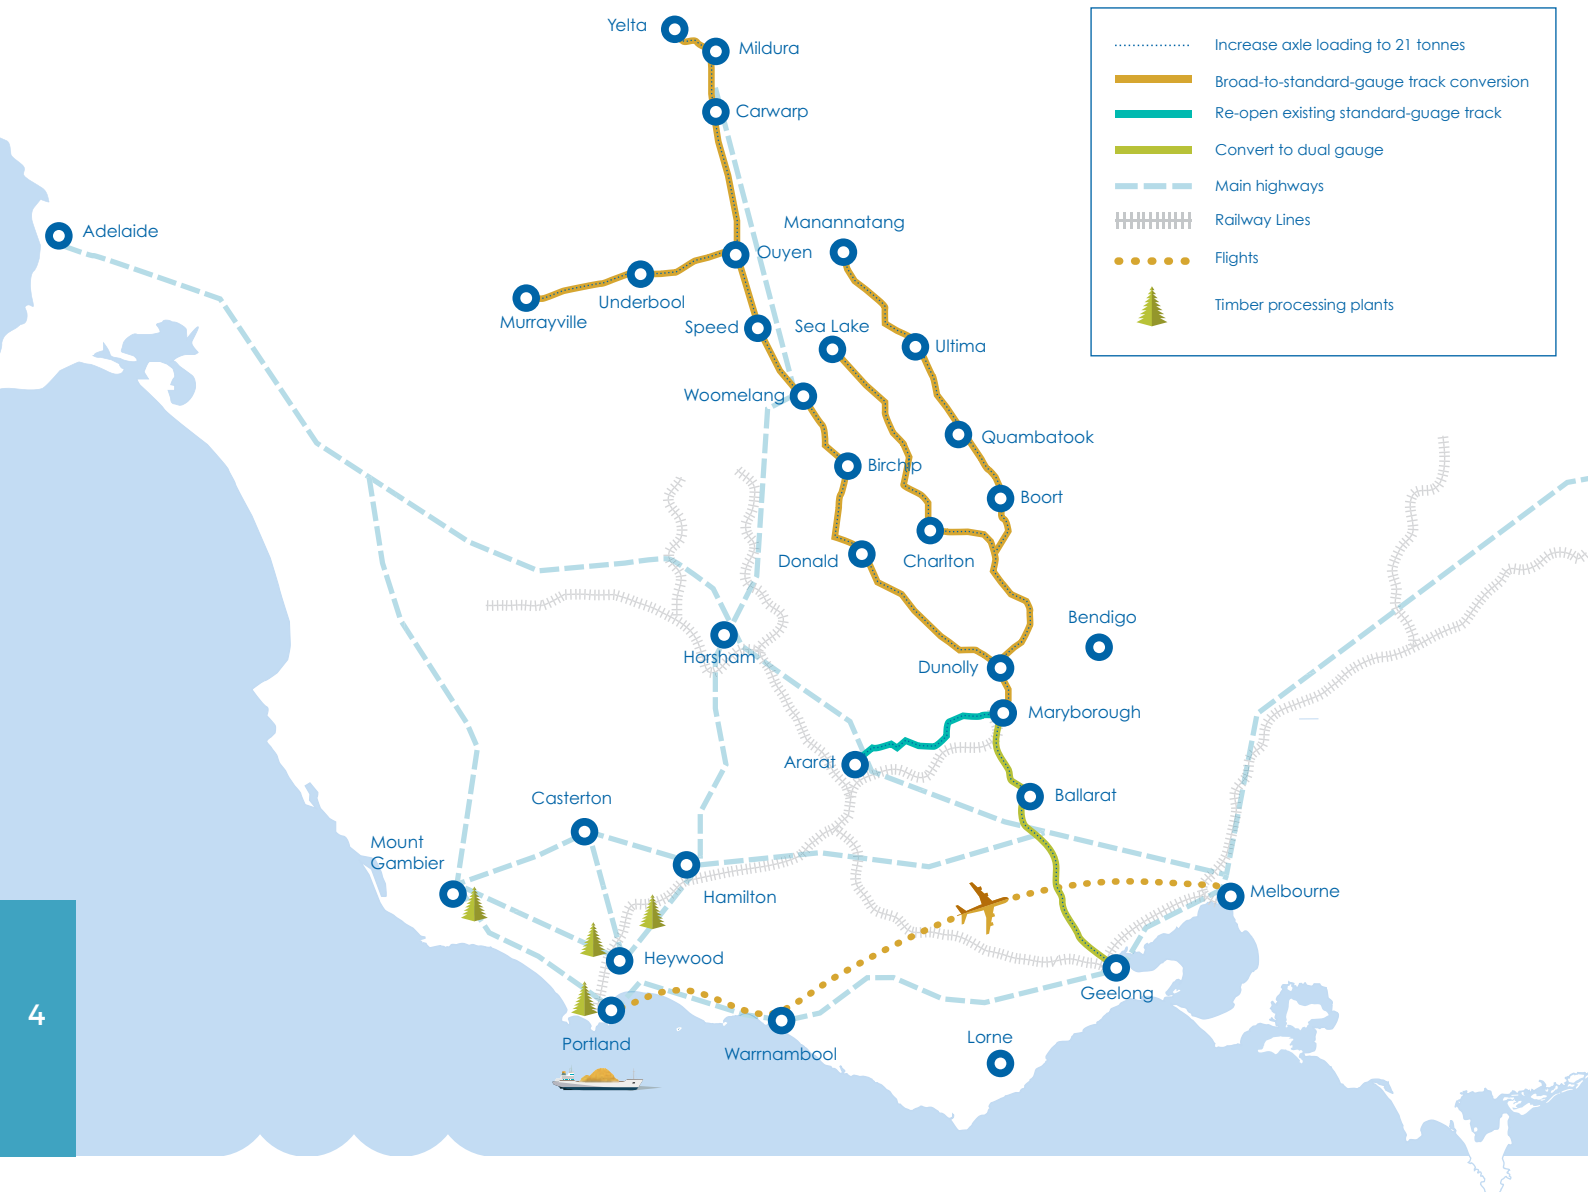 Yelta
Mildura
Carwarp
Increase axle loading to 21 tonnes
Broad-to-standard-gauge track conversion
Re-open existing standard-guage track
Convert to dual gauge
Main highways
Railway Lines
Flights
Timber processing plants
Adelaide
Manannatang
Ouyen
Underbool
Murrayville
Speed
Sea Lake
Ultima
Woomelang
Quambatook
Birchip
Boort
Donald
Charlton
Bendigo
Horsham
Dunolly
Maryborough
Ararat
Ballarat
Casterton
Mount
Gambier
Hamilton
Melbourne
Heywood
Geelong
4
Portland
Warrnambool
Lorne